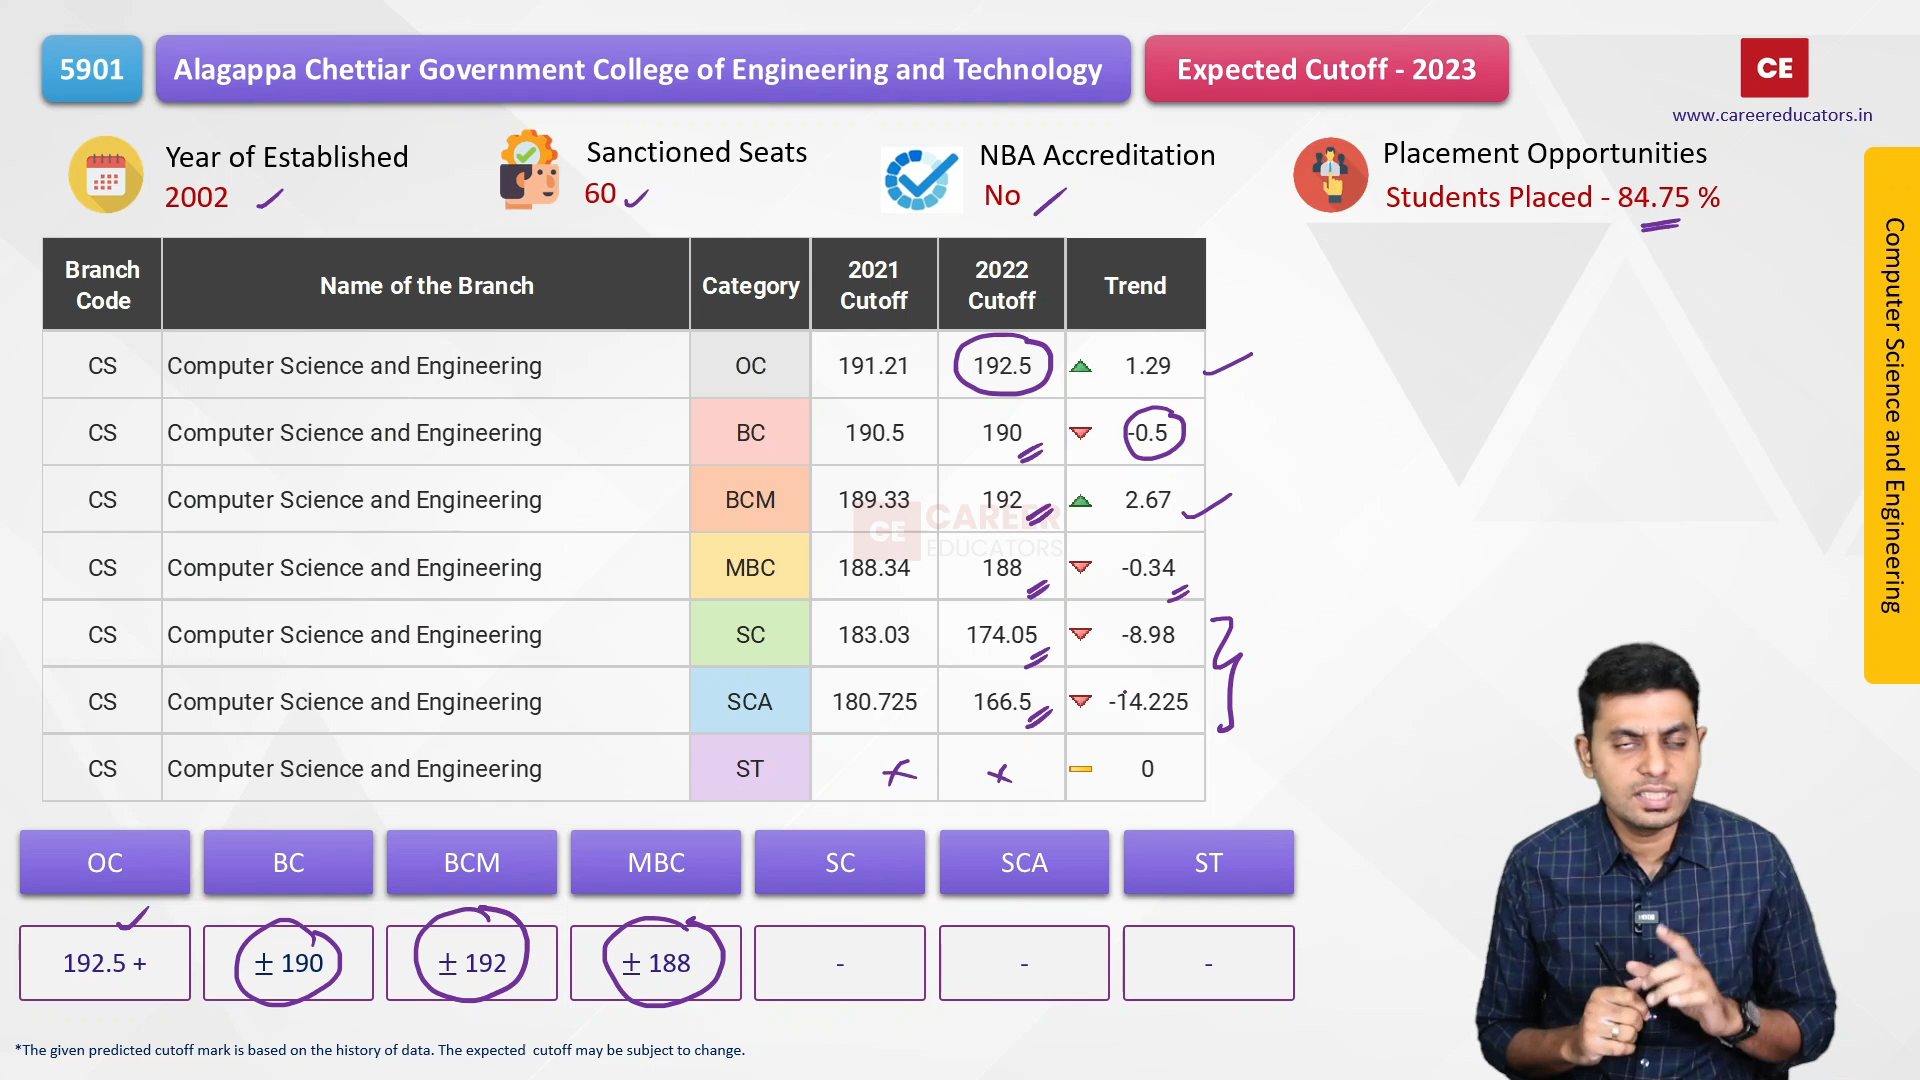 5901
Alagappa Chettiar Government College of Engineering and Technology
Expected Cutoff - 2023
CE
www.careereducators.in
Year of Established
2002
Sanctioned Seats
60
NBA Accreditation
No
Placement Opportunities
Students Placed - 84.75 %
Computer Science and Engineering
Branch Code Name of the Branch Category 2021 Cutoff 2022 Cutoff Trend
CS Computer Science and Engineering OC 191.21 192.5 1.29
CS Computer Science and Engineering BC 190.5 190 -0.5
CS Computer Science and Engineering BCM 189.33 192 2.67
CS Computer Science and Engineering MBC 188.34 188 -0.34
CS Computer Science and Engineering SC 183.03 174.05 -8.98
CS Computer Science and Engineering SCA 180.725 166.5 -14.225
CS Computer Science and Engineering ST 0
CE CAREER
EDUCATORS
OC BC BCM MBC SC SCA ST
192.5 + ± 190 ± 192 ± 188 - - -
*The given predicted cutoff mark is based on the history of data. The expected cutoff may be subject to change.